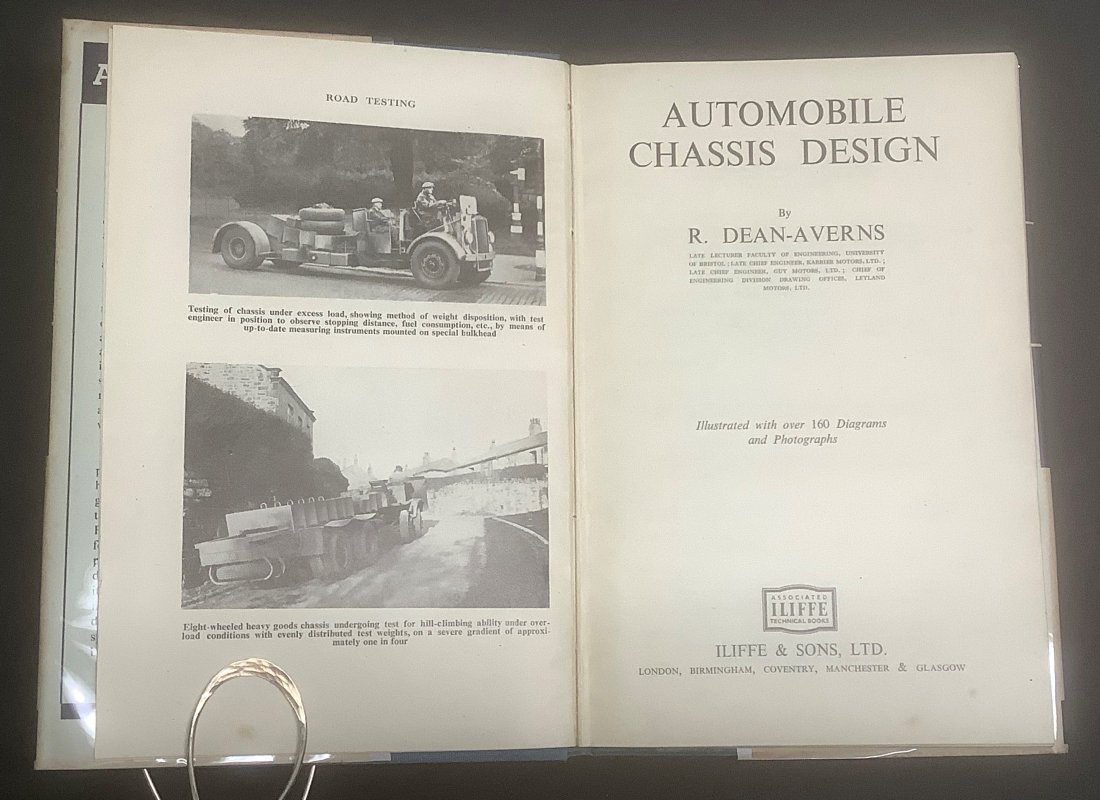 ROAD TESTING
Testing of chassis under excess load, showing method of weight disposition, with test
engineer in position to observe stopping distance, fuel consumption, etc., by means of
up-to-date measuring instruments mounted on special bulkhead
Eight-wheeled heavy goods chassis undergoing test for hill-climbing ability under over-
load conditions with evenly distributed test weights, on a severe gradient of approxi-
mately one in four
AUTOMOBILE
CHASSIS DESIGN
By
R. DEAN-AVERNS
LATE LECTURER FACULTY OF ENGINEERING, UNIVERSITY
OF BRISTOL; LATE CHIEF ENGINEER, KARRIER MOTORS, LTD.;
LATE CHIEF ENGINEER, GUY MOTORS, LTD.; CHIEF OF
ENGINEERING DIVISION DRAWING OFFICES, LEYLAND
MOTORS, LTD.
Illustrated with over 160 Diagrams
and Photographs
ASSOCIATED
ILIFFE
TECHNICAL BOOKS
ILIFFE & SONS, LTD.
LONDON, BIRMINGHAM, COVENTRY, MANCHESTER & GLASGOW